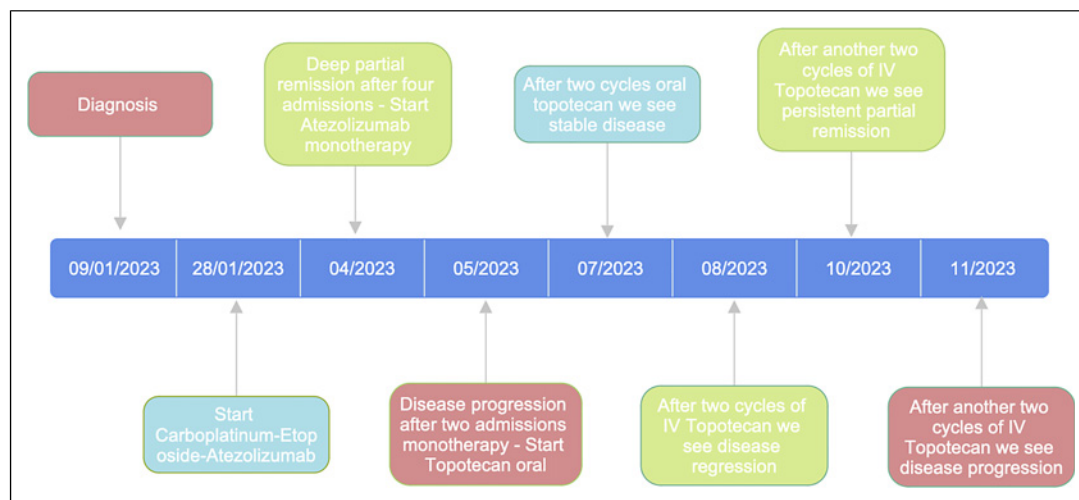 Diagnosis
Deep partial
remission after four
admissions - Start
Atezolizumab
monotherapy
After two cycles oral
topotecan we see
stable disease
After another two
cycles of IV
Topotecan we see
persistent partial
remission
09/01/2023
28/01/2023
04/2023
05/2023
07/2023
08/2023
10/2023
11/2023
Start
Carboplatinum-Etop
oside-Atezolizumab
Disease progression
after two admissions
monotherapy - Start
Topotecan oral
After two cycles of
IV Topotecan we
see disease
regression
After another two
cycles of IV
Topotecan we see
disease progression